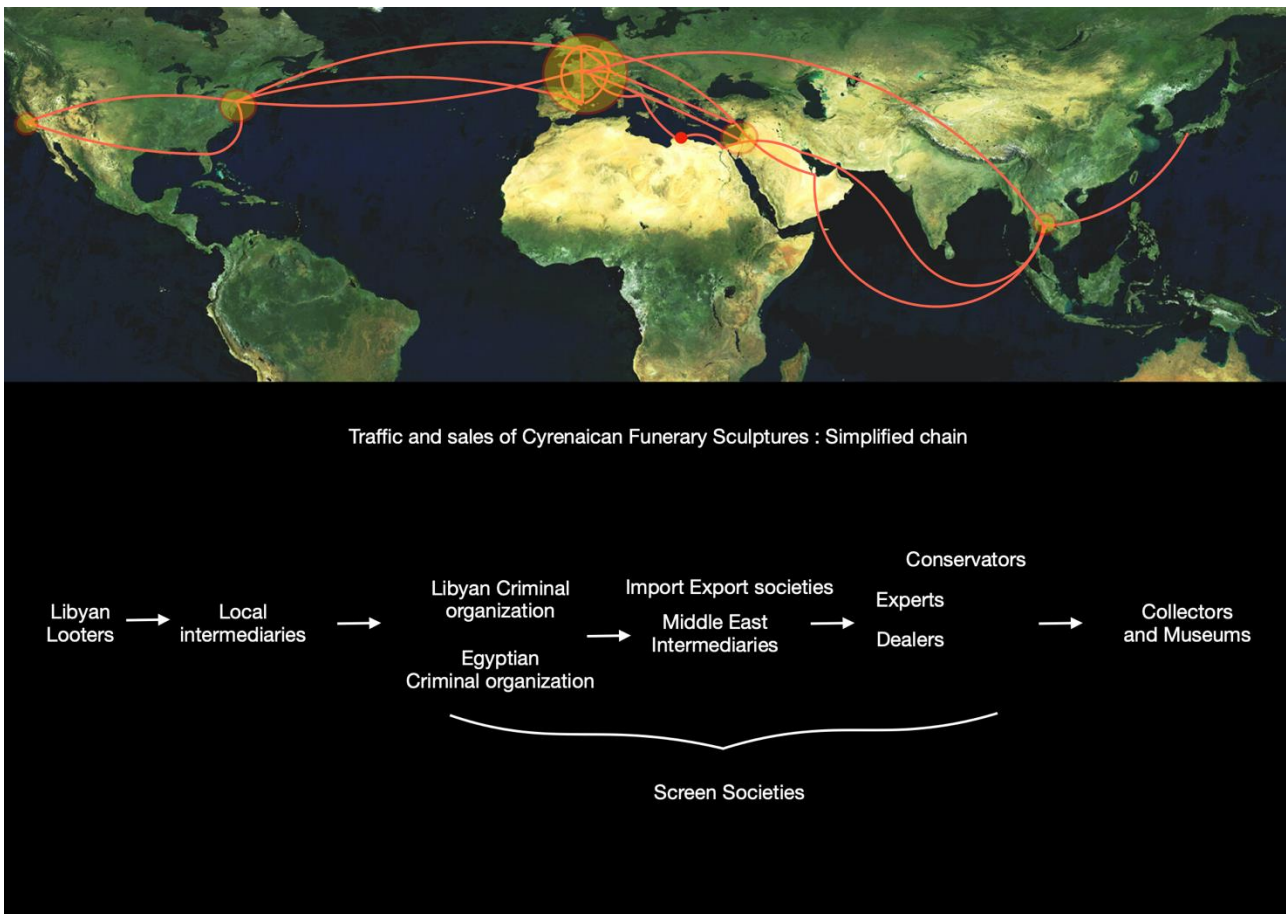 Traffic and sales of Cyrenaican Funerary Sculptures : Simplified chain
Libyan
Looters
Local
intermediaries
Libyan Criminal
organization
Egyptian
Criminal organization
Import Export societies
Middle East
Intermediaries
Conservators
Experts
Dealers
Collectors
and Museums
Screen Societies